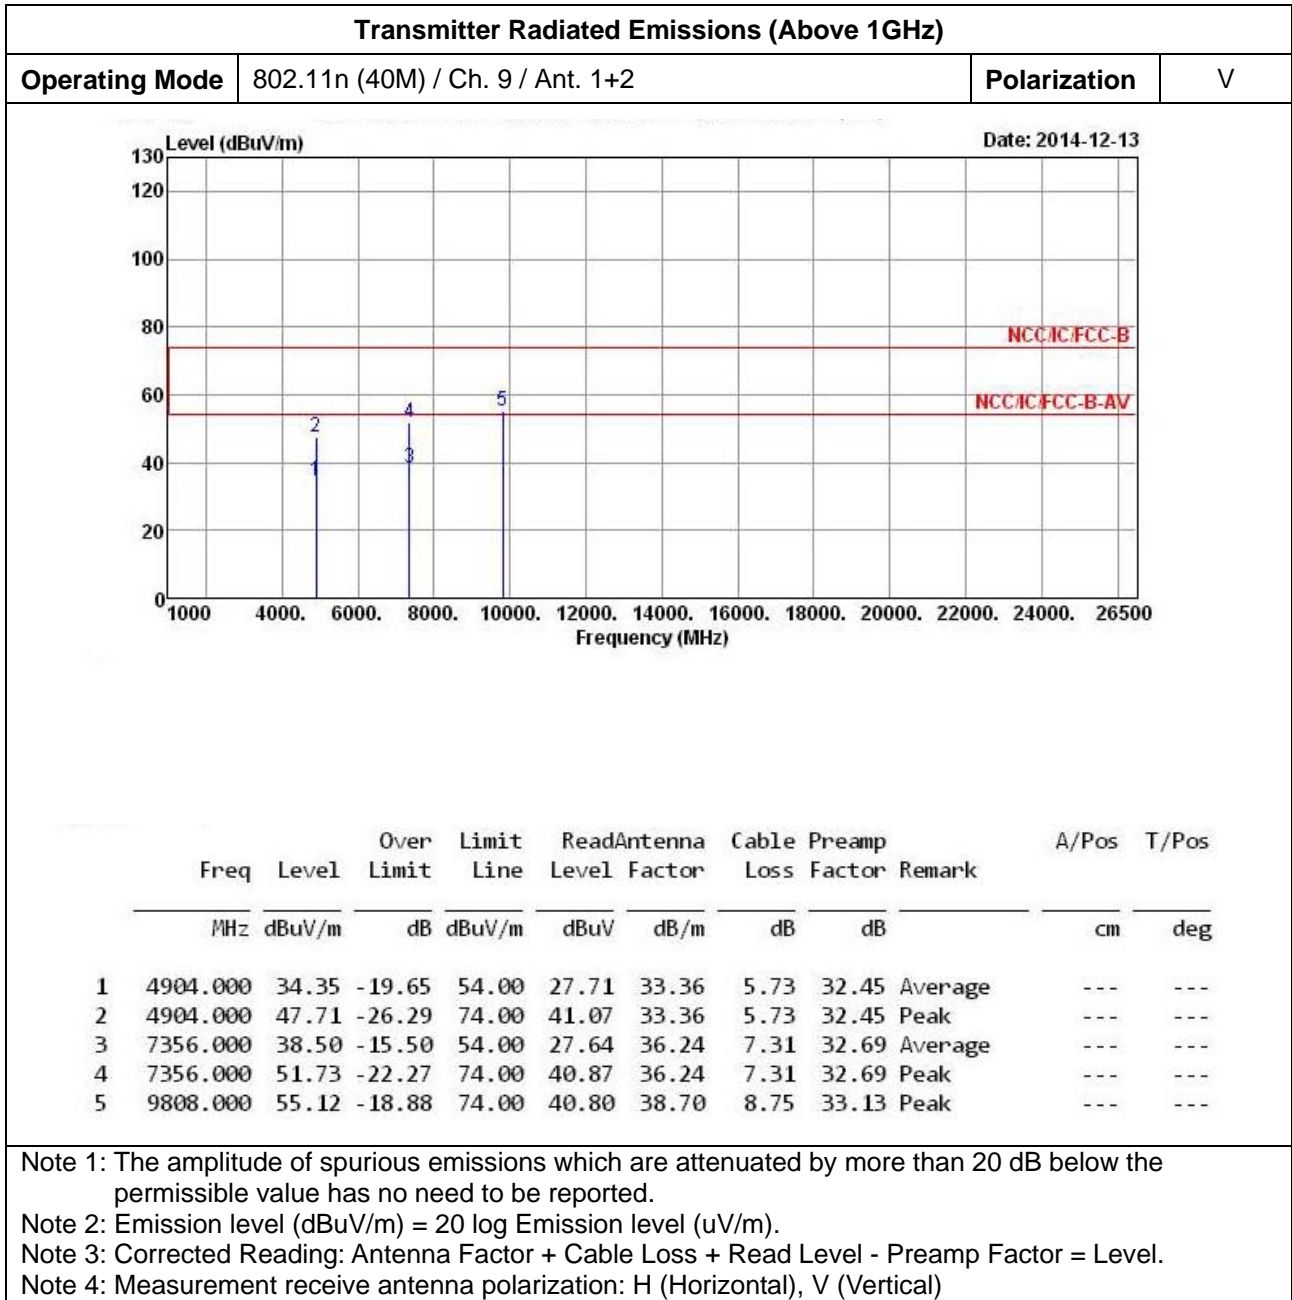 Transmitter Radiated Emissions (Above 1GHz)
Operating Mode 802.11n (40M) / Ch. 9 / Ant. 1+2 Polarization V
Level (dBuV/m) Date: 2014-12-13
130
120
100
80
NCC/IC/FCC-B
60
NCC/IC/FCC-B-AV
5
4
2
40
3
1
20
0
1000 4000. 6000. 8000. 10000. 12000. 14000. 16000. 18000. 20000. 22000. 24000. 26500
Frequency (MHz)
Over Limit ReadAntenna Cable Preamp A/Pos T/Pos
Freq Level Limit Line Level Factor Loss Factor Remark
MHz dBuV/m dB dBuV/m dBuV dB/m dB dB cm deg
1 4904.000 34.35 -19.65 54.00 27.71 33.36 5.73 32.45 Average --- ---
2 4904.000 47.71 -26.29 74.00 41.07 33.36 5.73 32.45 Peak --- ---
3 7356.000 38.50 -15.50 54.00 27.64 36.24 7.31 32.69 Average --- ---
4 7356.000 51.73 -22.27 74.00 40.87 36.24 7.31 32.69 Peak --- ---
5 9808.000 55.12 -18.88 74.00 40.80 38.70 8.75 33.13 Peak --- ---
Note 1: The amplitude of spurious emissions which are attenuated by more than 20 dB below the
permissible value has no need to be reported.
Note 2: Emission level (dBuV/m) = 20 log Emission level (uV/m).
Note 3: Corrected Reading: Antenna Factor + Cable Loss + Read Level - Preamp Factor = Level.
Note 4: Measurement receive antenna polarization: H (Horizontal), V (Vertical)